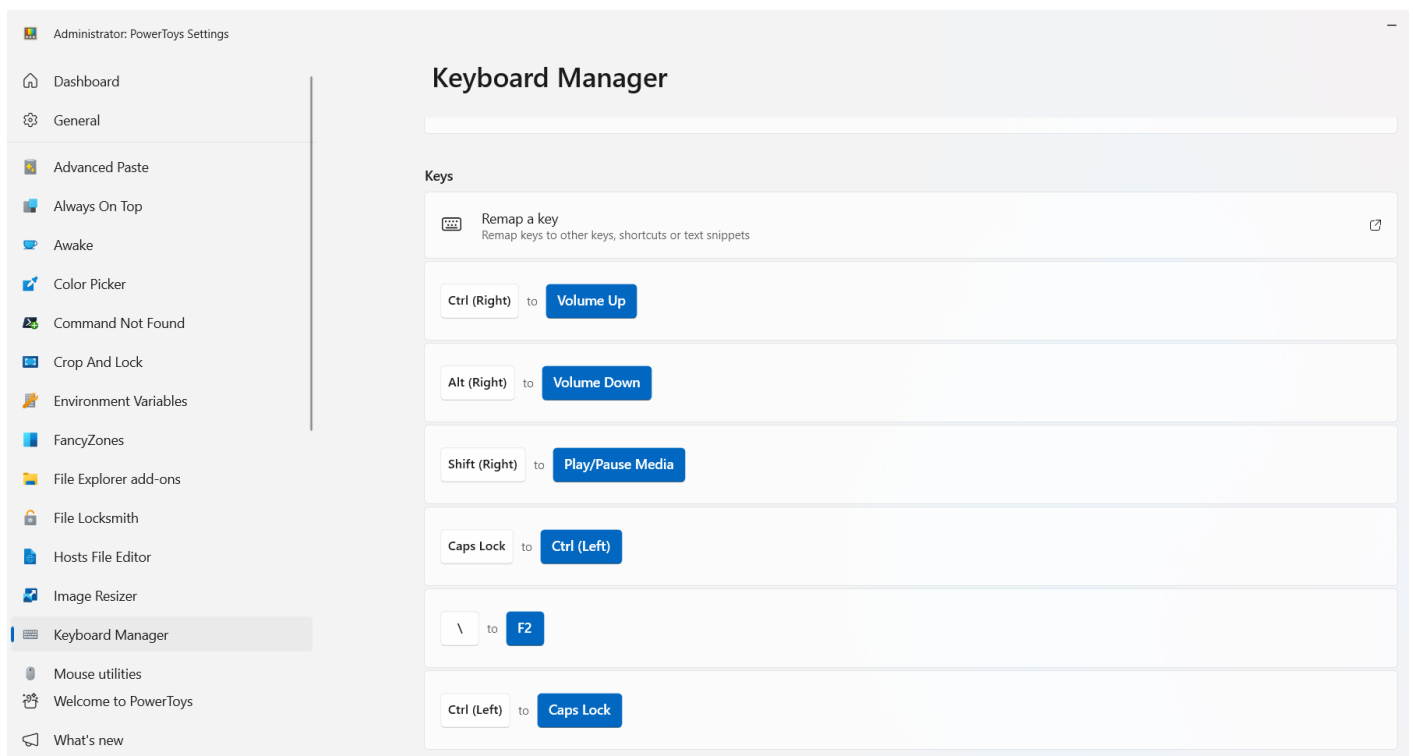 Administrator: PowerToys Settings
Dashboard
General
Advanced Paste
Always On Top
Awake
Color Picker
Command Not Found
Crop And Lock
Environment Variables
FancyZones
File Explorer add-ons
File Locksmith
Hosts File Editor
Image Resizer
Keyboard Manager
Mouse utilities
Welcome to PowerToys
What's new
Keyboard Manager
Keys
Remap a key
Remap keys to other keys, shortcuts or text snippets
Ctrl (Right) to Volume Up
Alt (Right) to Volume Down
Shift (Right) to Play/Pause Media
Caps Lock to Ctrl (Left)
\ to F2
Ctrl (Left) to Caps Lock